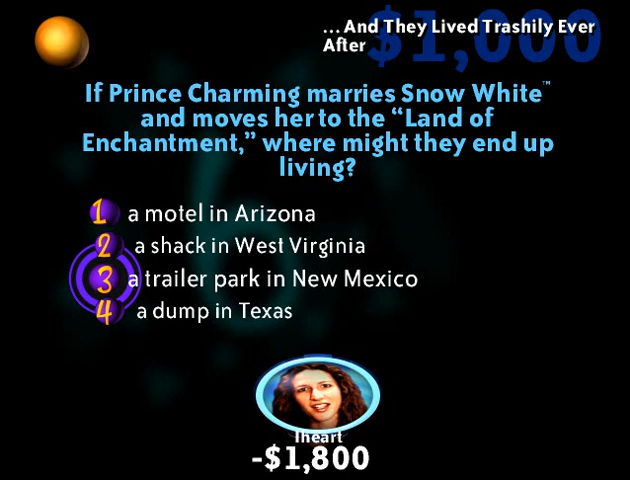 ...And They Lived Trashily Ever
After
$1,000
If Prince Charming marries Snow White™
and moves her to the “Land of
Enchantment,” where might they end up
living?
1 a motel in Arizona
2 a shack in West Virginia
3 a trailer park in New Mexico
4 a dump in Texas
Iheart
-$1,800